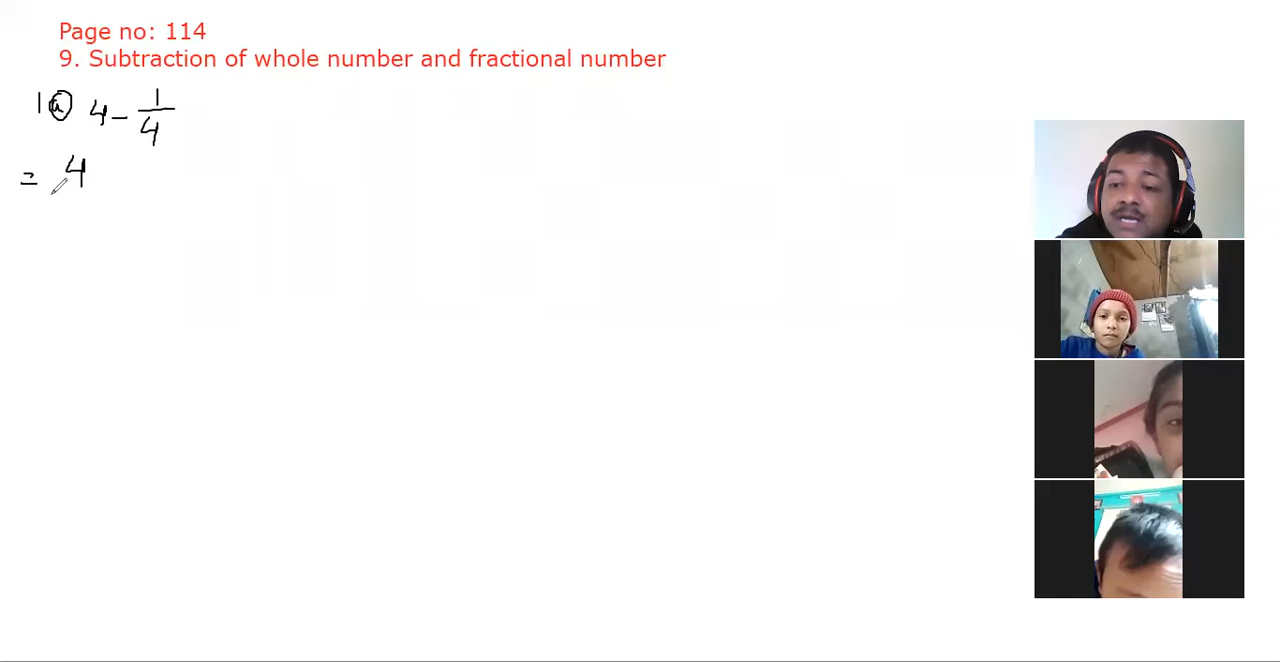 Page no: 114
9. Subtraction of whole number and fractional number
1 a 4 - 1/4
= 4